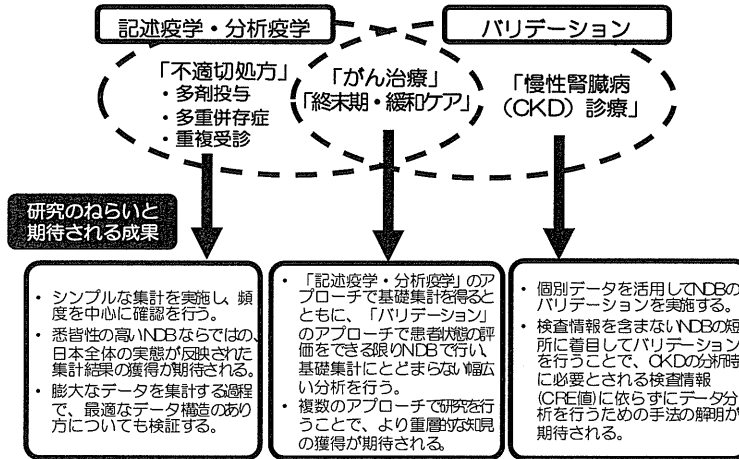 記述疫学・分析疫学
バリデーション
「不適切処方」
・多剤投与
・多重併存症
・重複受診
「がん治療」
「終末期・緩和ケア」
「慢性腎臓病
(CKD)診療」
研究のねらいと
期待される成果
・ シンプルな集計を実施し、頻
度を中心に確認を行う。
・ 悉皆性の高いNDBならではの、
日本全体の実態が反映された
集計結果の獲得が期待される。
・ 膨大なデータを集計する過程
で、最適なデータ構造のあり
方についても検証する。
・ 「記述疫学・分析疫学」のア
プローチで基礎集計を得ると
ともに、「バリデーション」
のアプローチで患者状態の評
価をできる限りNDBで行い、
基礎集計にとどまらない幅広
い分析を行う。
・ 複数のアプローチで研究を行
うことで、より重層的な知見
の獲得が期待される。
・ 個別データを活用してNDBの
バリデーションを実施する。
・ 検査情報を含まないNDBの短
所に着目してバリデーション
を行うことで、CKDの分析時
に必要とされる検査情報
(CRE値)に依らずにデータ分
析を行うための手法の解明が
期待される。